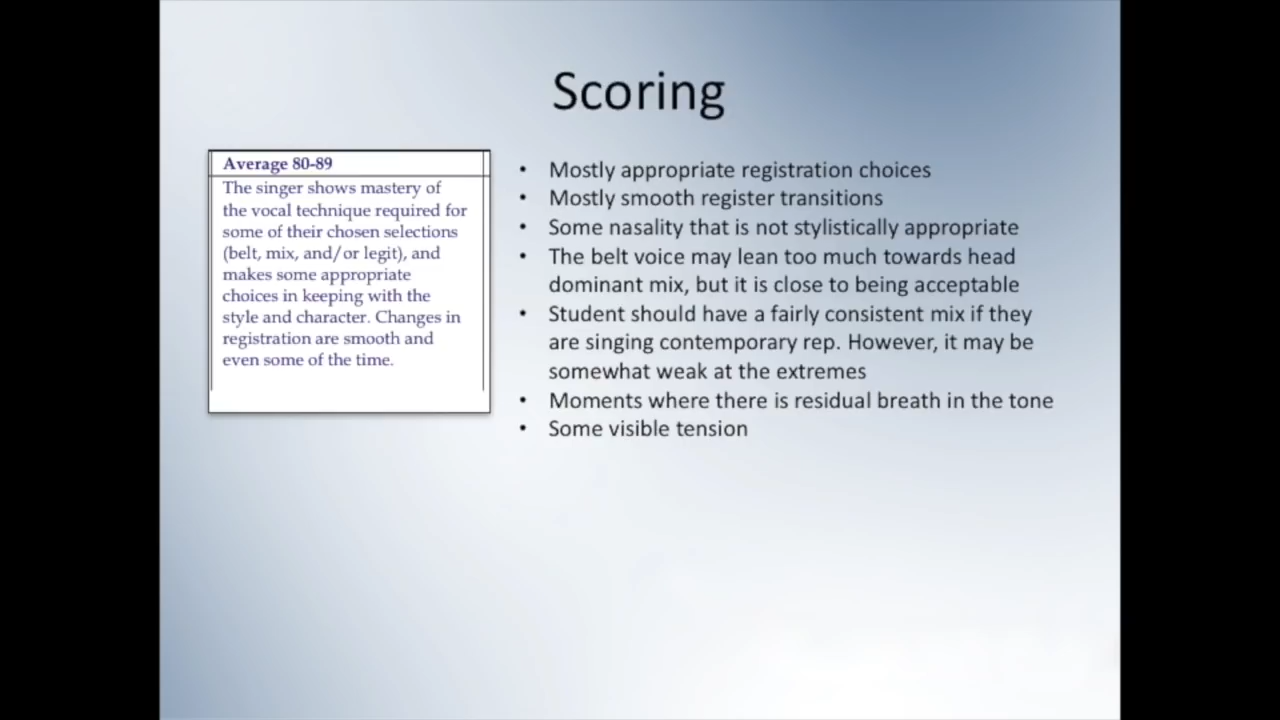 Scoring
Average 80-89
The singer shows mastery of
the vocal technique required for
some of their chosen selections
(belt, mix, and/or legit), and
makes some appropriate
choices in keeping with the
style and character. Changes in
registration are smooth and
even some of the time.
• Mostly appropriate registration choices
• Mostly smooth register transitions
• Some nasality that is not stylistically appropriate
• The belt voice may lean too much towards head
dominant mix, but it is close to being acceptable
• Student should have a fairly consistent mix if they
are singing contemporary rep. However, it may be
somewhat weak at the extremes
• Moments where there is residual breath in the tone
• Some visible tension